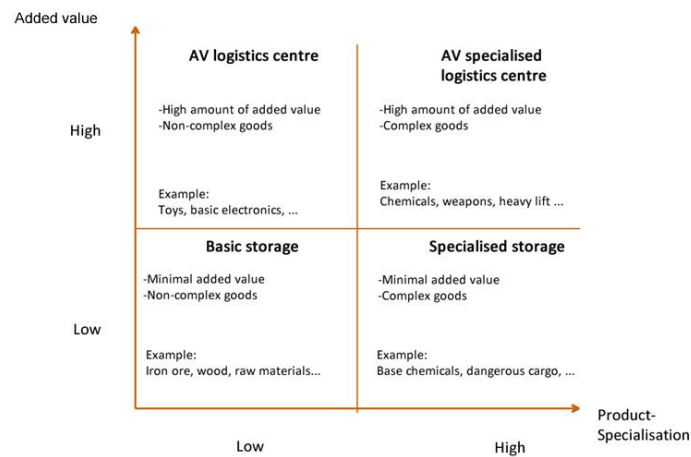 Added value
AV logistics centre
-High amount of added value
-Non-complex goods
Example:
Toys, basic electronics, ...
AV specialised
logistics centre
-High amount of added value
-Complex goods
Example:
Chemicals, weapons, heavy lift ...
High
Basic storage
-Minimal added value
-Non-complex goods
Example:
Iron ore, wood, raw materials...
Specialised storage
-Minimal added value
-Complex goods
Example:
Base chemicals, dangerous cargo, ...
Low
Low
High
Product-
Specialisation